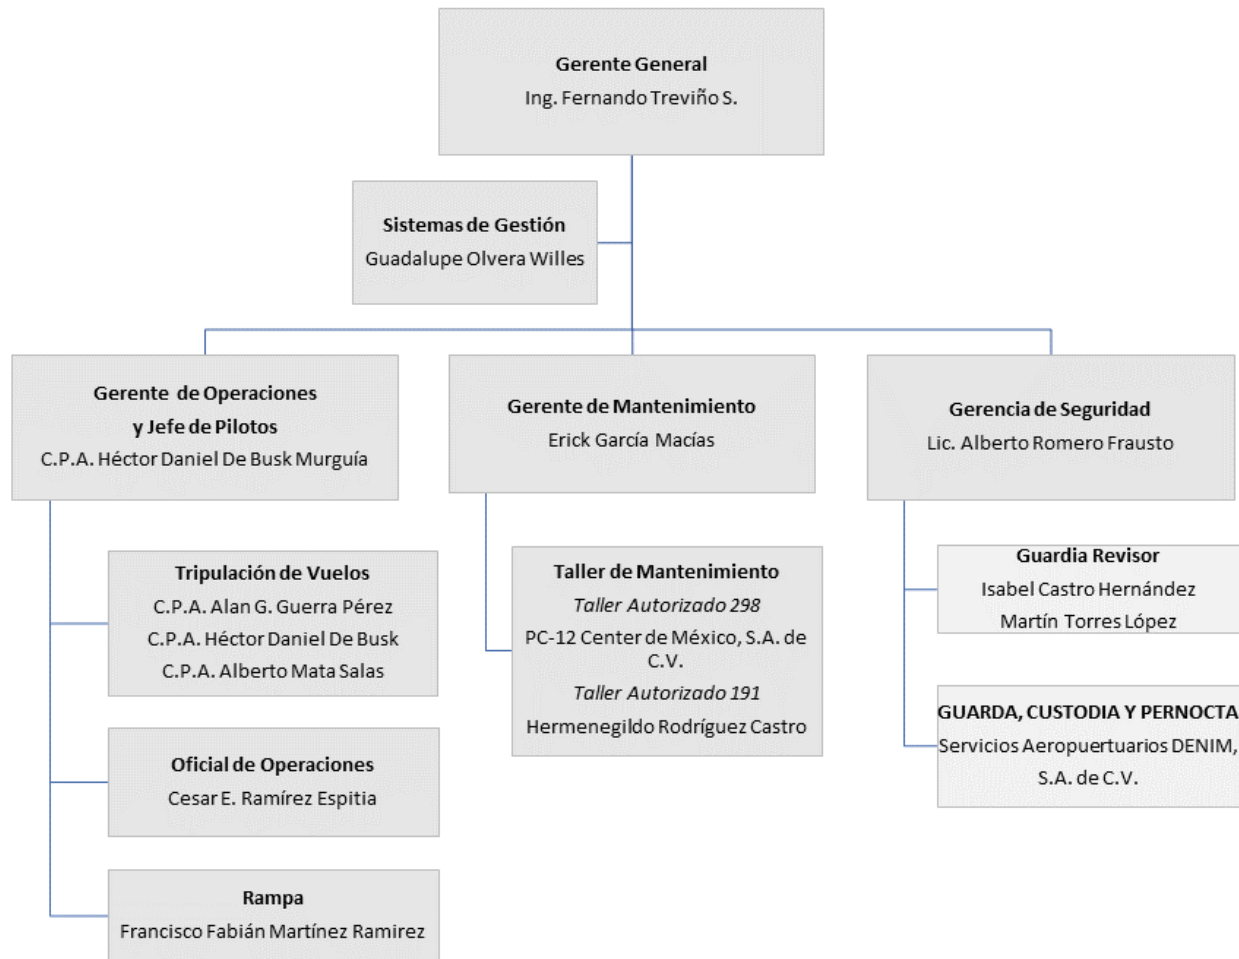 Gerente General
Ing. Fernando Treviño S.
Sistemas de Gestión
Guadalupe Olvera Willes
Gerente de Operaciones
y Jefe de Pilotos
C.P.A. Héctor Daniel De Busk Murguía
Tripulación de Vuelos
C.P.A. Alan G. Guerra Pérez
C.P.A. Héctor Daniel De Busk
C.P.A. Alberto Mata Salas
Oficial de Operaciones
Cesar E. Ramírez Espitia
Rampa
Francisco Fabián Martínez Ramirez
Gerente de Mantenimiento
Erick García Macías
Taller de Mantenimiento
Taller Autorizado 298
PC-12 Center de México, S.A. de
C.V.
Taller Autorizado 191
Hermenegildo Rodríguez Castro
Gerencia de Seguridad
Lic. Alberto Romero Frausto
Guardia Revisor
Isabel Castro Hernández
Martín Torres López
GUARDA, CUSTODIA Y PERNOCTA
Servicios Aeropuertuarios DENIM,
S.A. de C.V.